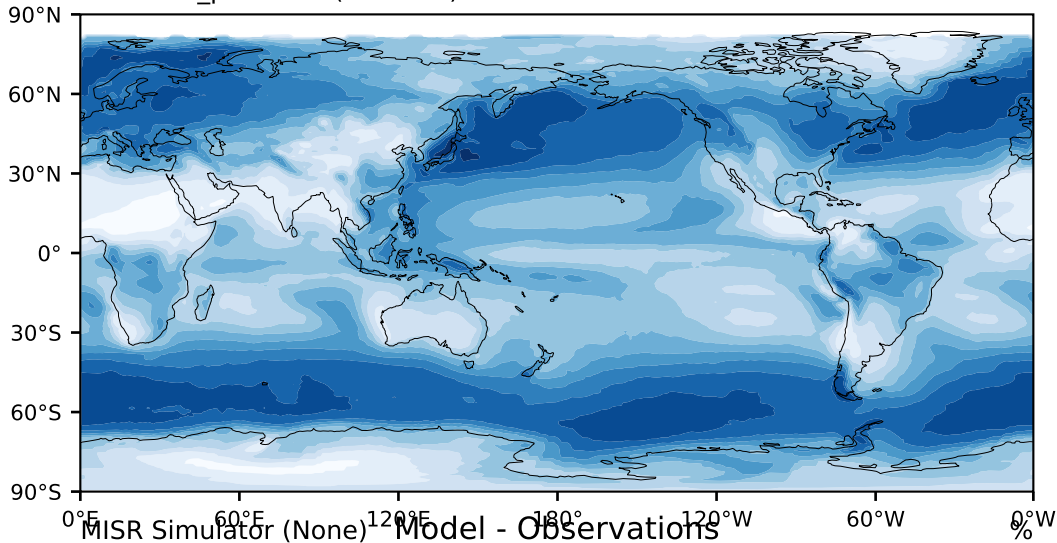 90°N
60°N
30°N
0°
30°S
60°S
90°S
0°E 60°E 120°E 180° 120°W 60°W 0°W
MISR Simulator (None) Model - Observations %